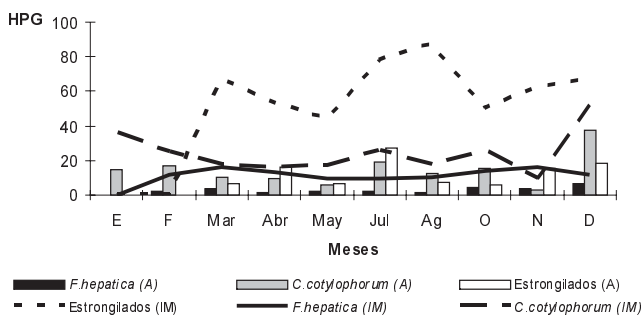 HPG
100
80
60
40
20
0
E F Mar Abr May Jul Ag O N D
Meses
F.hepatica (A) C.cotylophorum (A) Estrongilados (A)
Estrongilados (IM) F.hepatica (IM) C.cotylophorum (IM)